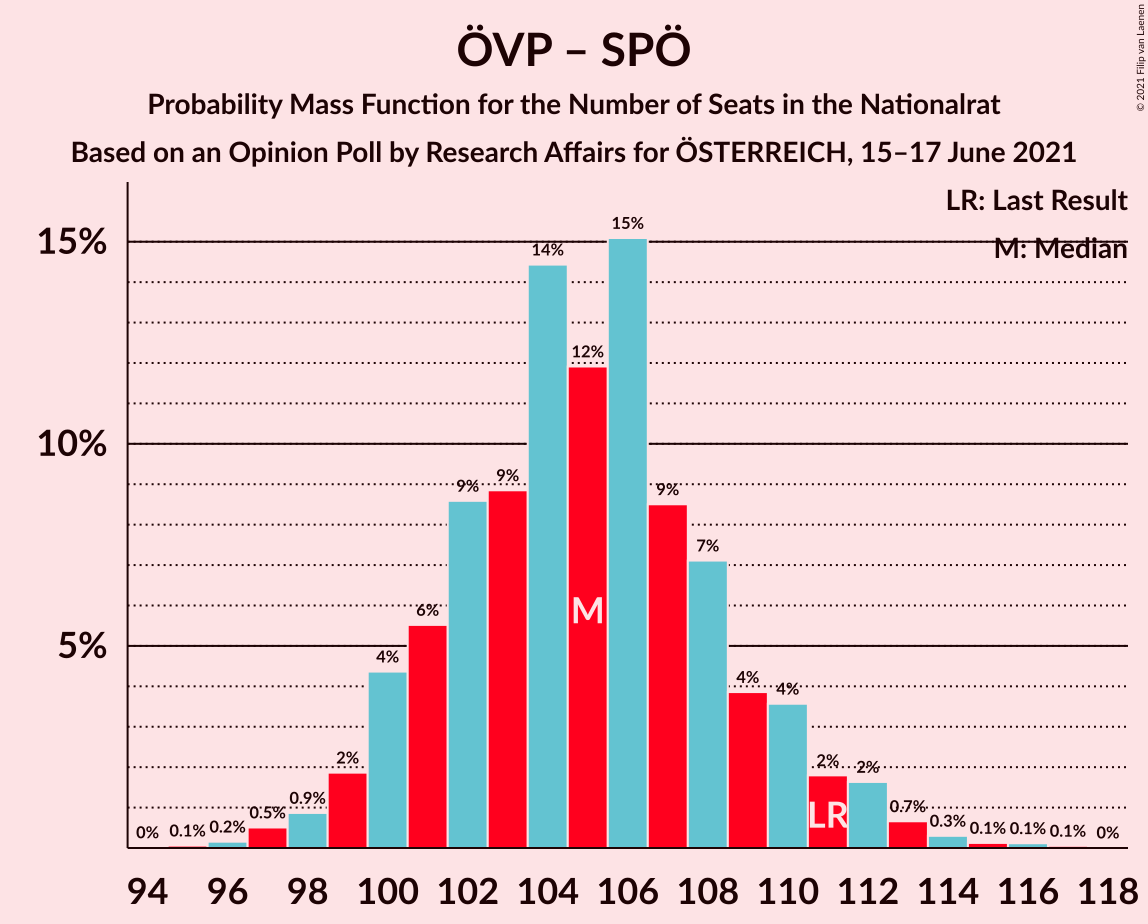 ÖVP – SPÖ
Probability Mass Function for the Number of Seats in the Nationalrat
Based on an Opinion Poll by Research Affairs for ÖSTERREICH, 15–17 June 2021
© 2021 Filip van Laenen
LR: Last Result
M: Median
15%
10%
5%
0% 0.1% 0.2% 0.5% 0.9% 2% 4% 6% 9% 9% 14% 12% 15% 9% 7% 4% 4% 2% 2% 0.7% 0.3% 0.1% 0.1% 0.1% 0%
M
LR
94 96 98 100 102 104 106 108 110 112 114 116 118